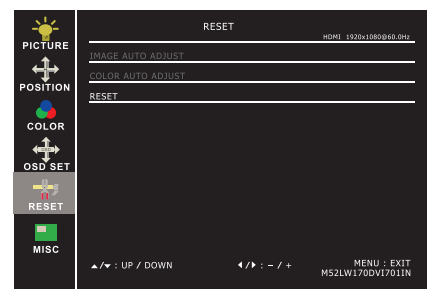 RESET
HDMI 1920x1080@60.0Hz
PICTURE
IMAGE AUTO ADJUST
COLOR AUTO ADJUST
POSITION
RESET
COLOR
OSD SET
RESET
MISC
▲/▼ : UP / DOWN
◀/▶ : – / +
MENU : EXIT
M52LW170DVI701IN